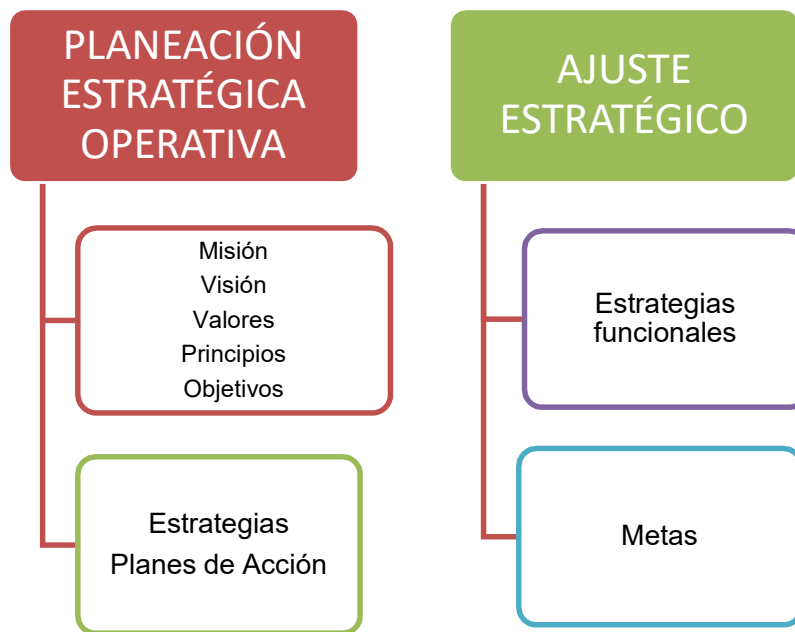 PLANEACIÓN
ESTRATÉGICA
OPERATIVA
Misión
Visión
Valores
Principios
Objetivos
Estrategias
Planes de Acción
AJUSTE
ESTRATÉGICO
Estrategias
funcionales
Metas